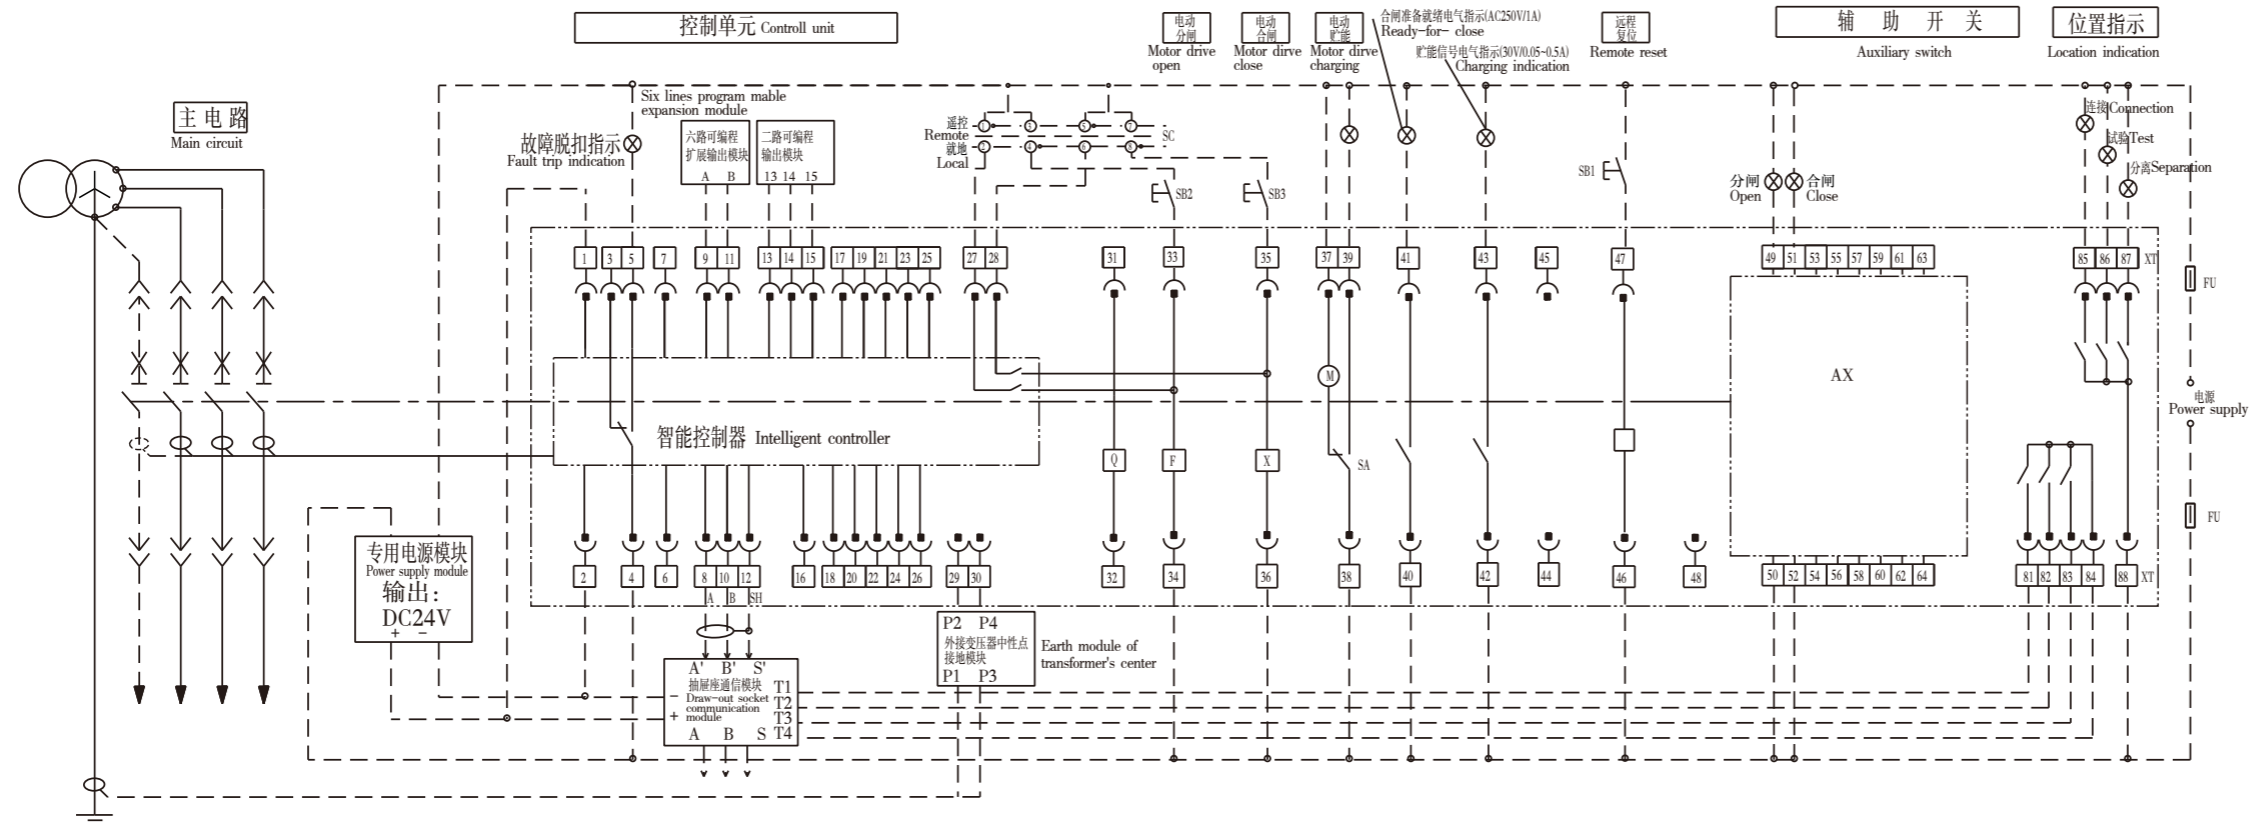 控制单元 Controll unit
电动
分闸
Motor drive
open
电动
合闸
Motor dirve
close
电动
贮能
Motor dirve
charging
合闸准备就绪电气指示(AC250V/1A)
Ready-for- close
贮能信号电气指示(30V/0.05~0.5A)
Charging indication
远程
复位
Remote reset
辅 助 开 关
Auxiliary switch
位置指示
Location indication
主电路
Main circuit
故障脱扣指示
Fault trip indication
Six lines program mable
expansion module
六路可编程
扩展输出模块
A B
二路可编程
输出模块
13 14 15
遥控
Remote
就地
Local
1 3 5 7
2 4 6 8
SC
SB2
SB3
SB1
分闸
Open
合闸
Close
连接Connection
试验Test
分离Separation
1 3 5 7 9 11 13 14 15 17 19 21 23 25 27 28 31 33 35 37 39 41 43 45 47 49 51 53 55 57 59 61 63 85 86 87 XT
FU
M
AX
电源
Power supply
智能控制器 Intelligent controller
Q F X SA
FU
专用电源模块
Power supply module
输出：
DC24V
+ −
2 4 6 8 10 12 16 18 20 22 24 26 29 30 32 34 36 38 40 42 44 46 48 50 52 54 56 58 60 62 64 81 82 83 84 88 XT
A B SH
P2 P4
外接变压器中性点
接地模块
P1 P3
Earth module of
transformer's center
A' B' S'
抽屉座通信模块
Draw-out socket
communication
module
−
+
T1
T2
T3
T4
A B S